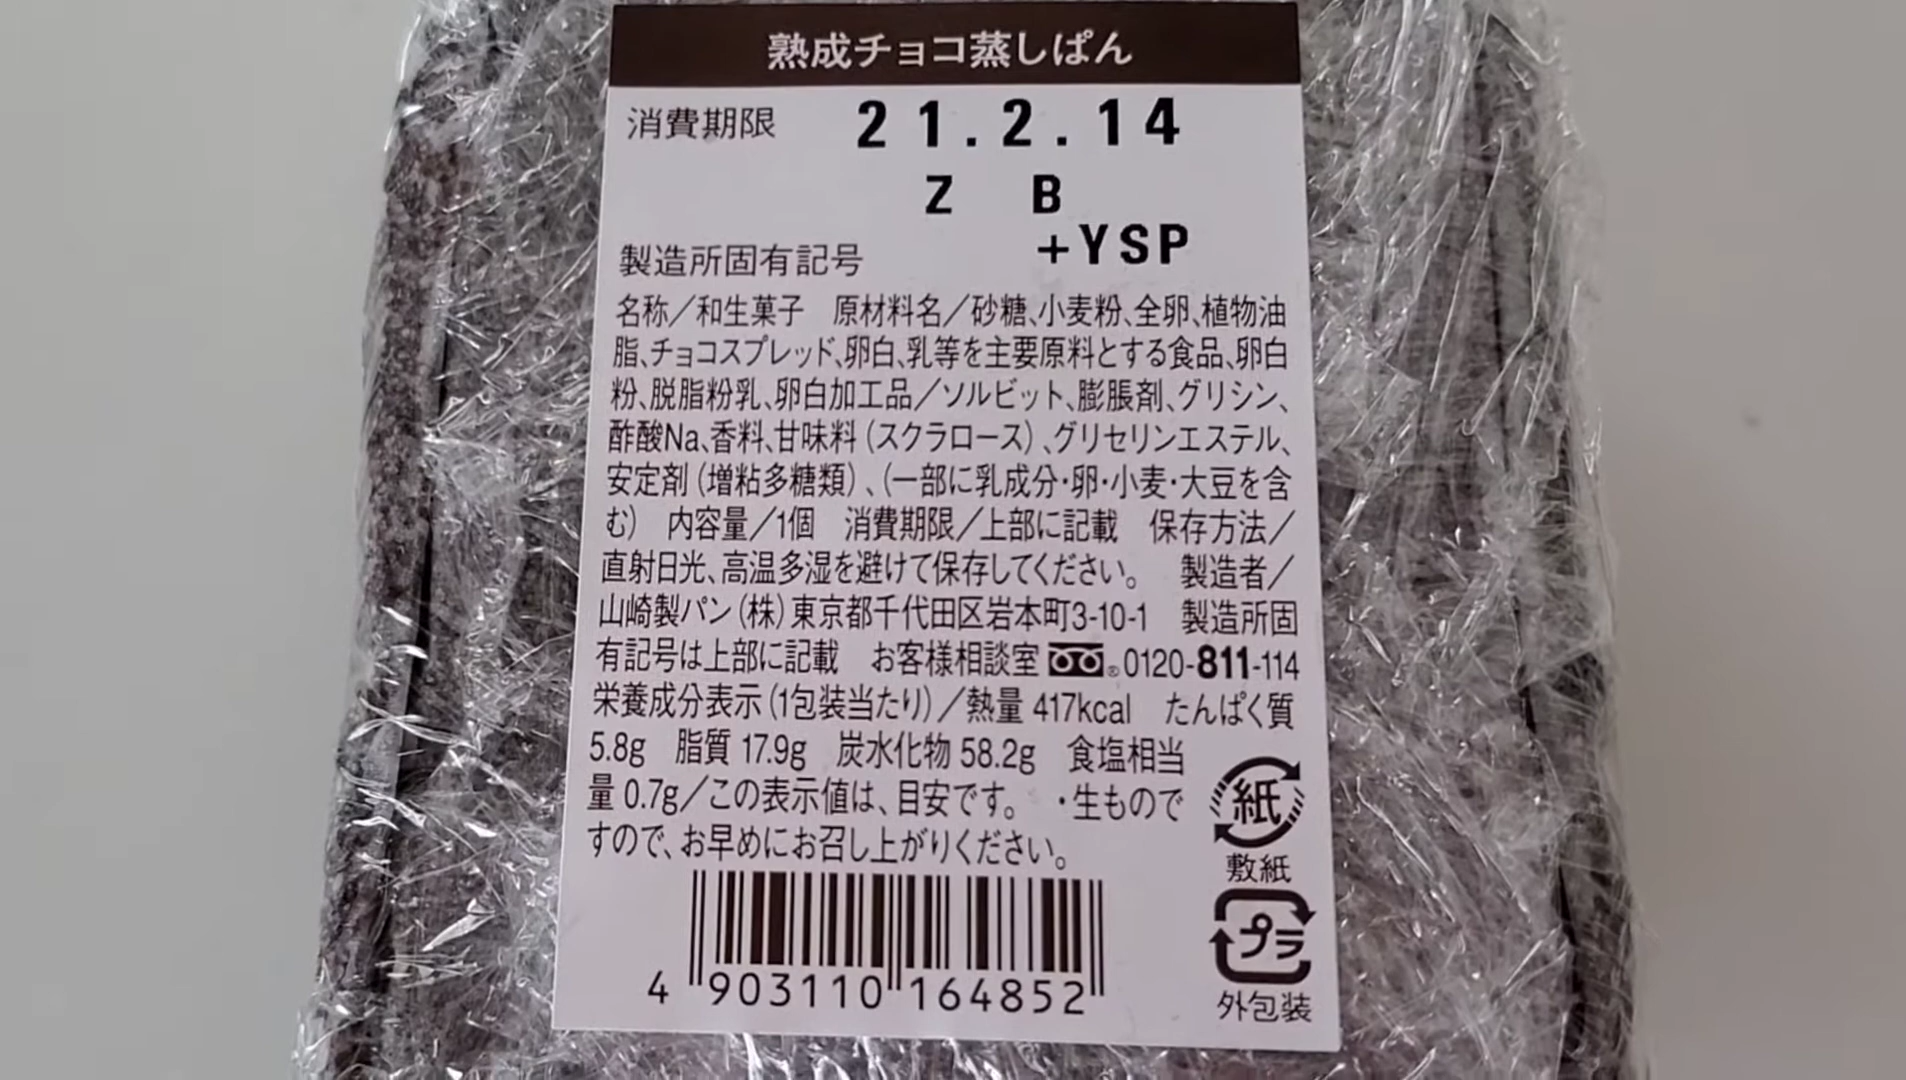 熟成チョコ蒸しぱん
消費期限 21.2.14
Z B
製造所固有記号 +YSP
名称／和生菓子 原材料名／砂糖、小麦粉、全卵、植物油
脂、チョコスプレッド、卵白、乳等を主要原料とする食品、卵白
粉、脱脂粉乳、卵白加工品／ソルビット、膨脹剤、グリシン、
酢酸Na、香料、甘味料（スクラロース）、グリセリンエステル、
安定剤（増粘多糖類）、（一部に乳成分・卵・小麦・大豆を含
む） 内容量／1個 消費期限／上部に記載 保存方法／
直射日光、高温多湿を避けて保存してください。 製造者／
山崎製パン（株）東京都千代田区岩本町3-10-1 製造所固
有記号は上部に記載 お客様相談室 ®0120-811-114
栄養成分表示（1包装当たり）／熱量 417kcal たんぱく質
5.8g 脂質 17.9g 炭水化物 58.2g 食塩相当
量 0.7g／この表示値は、目安です。 ・生もので
すので、お早めにお召し上がりください。
紙
敷紙
プラ
外包装
4 903110 164852